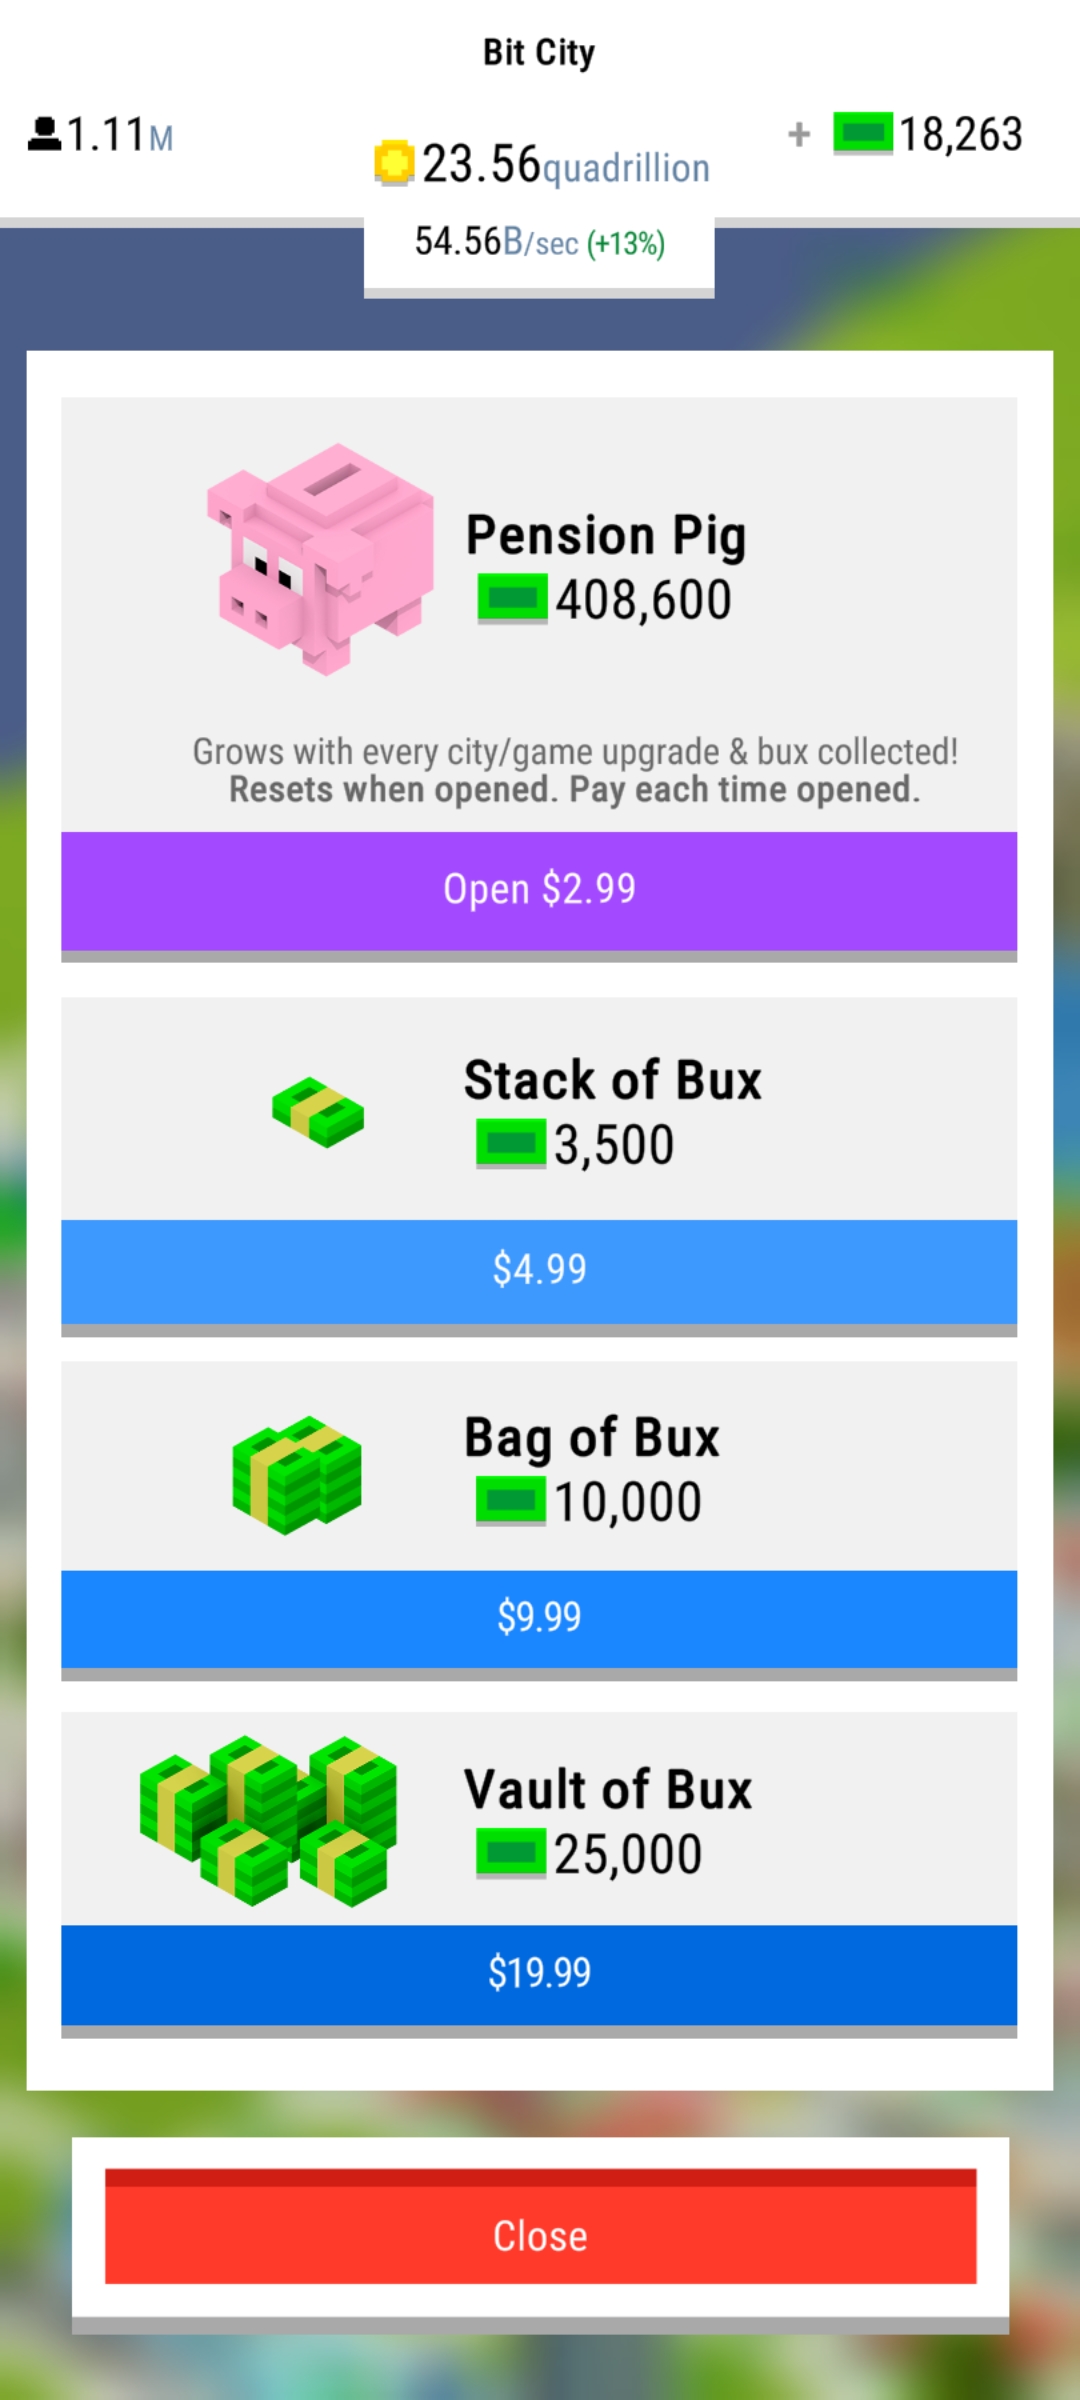 Bit City
1.11M
23.56quadrillion
+ 18,263
54.56B/sec (+13%)
Pension Pig
408,600
Grows with every city/game upgrade & bux collected!
Resets when opened. Pay each time opened.
Open $2.99
Stack of Bux
3,500
$4.99
Bag of Bux
10,000
$9.99
Vault of Bux
25,000
$19.99
Close